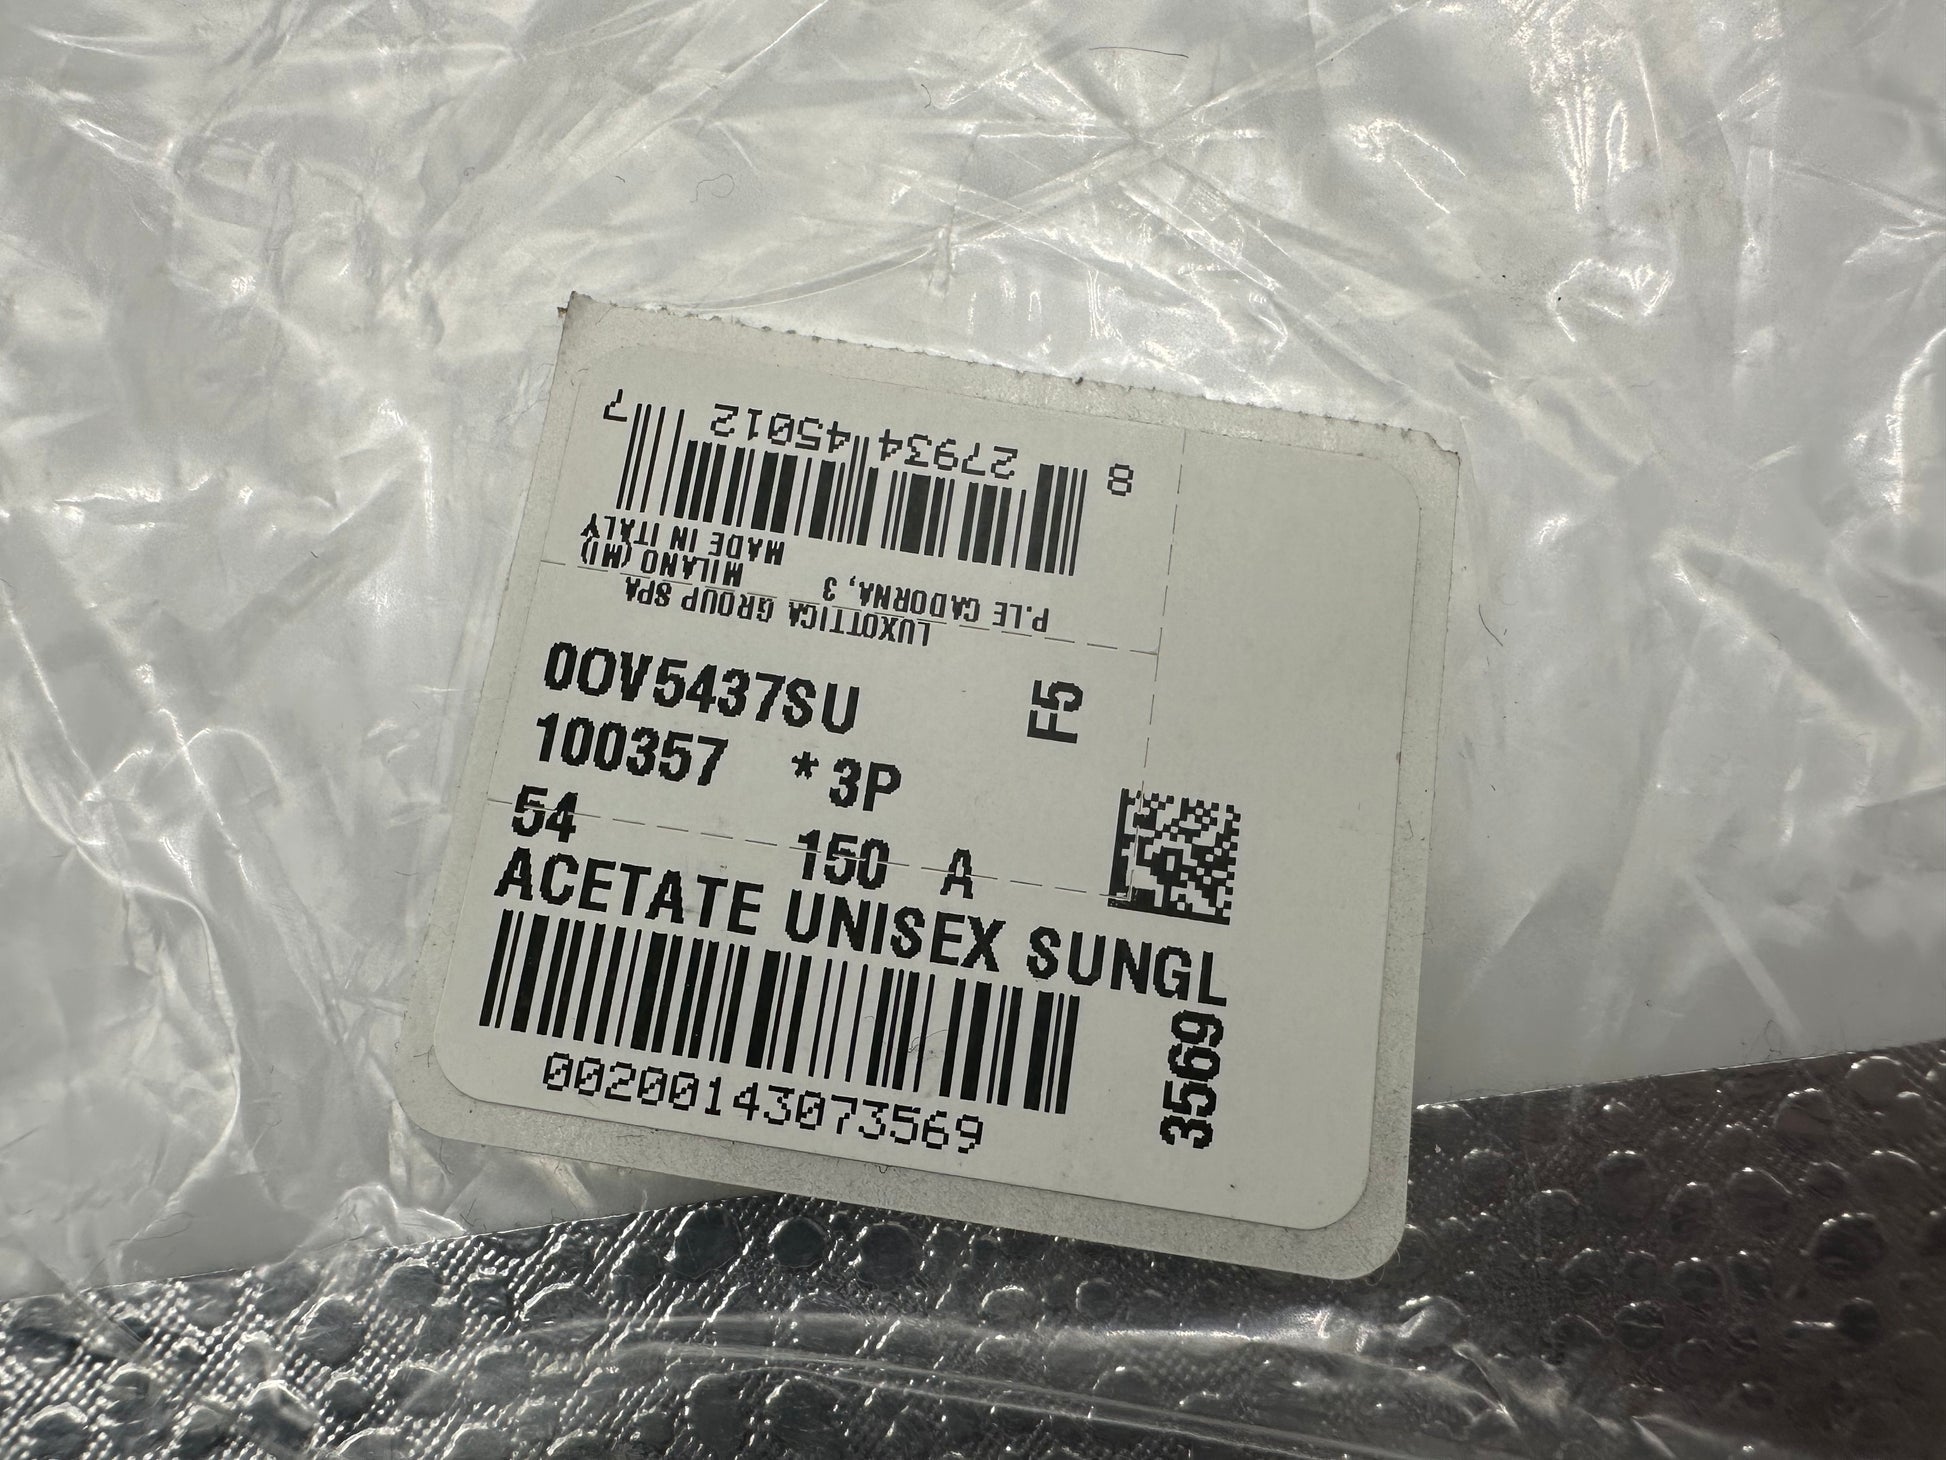 LUXOTTICA GROUP SPA
P.LE CADORNA, 3 MILANO (MI)
MADE IN ITALY
8 27934 45012 7
0OV5437SU F5
100357 *3P
54 150 A
ACETATE UNISEX SUNGL
00200143073569
3569